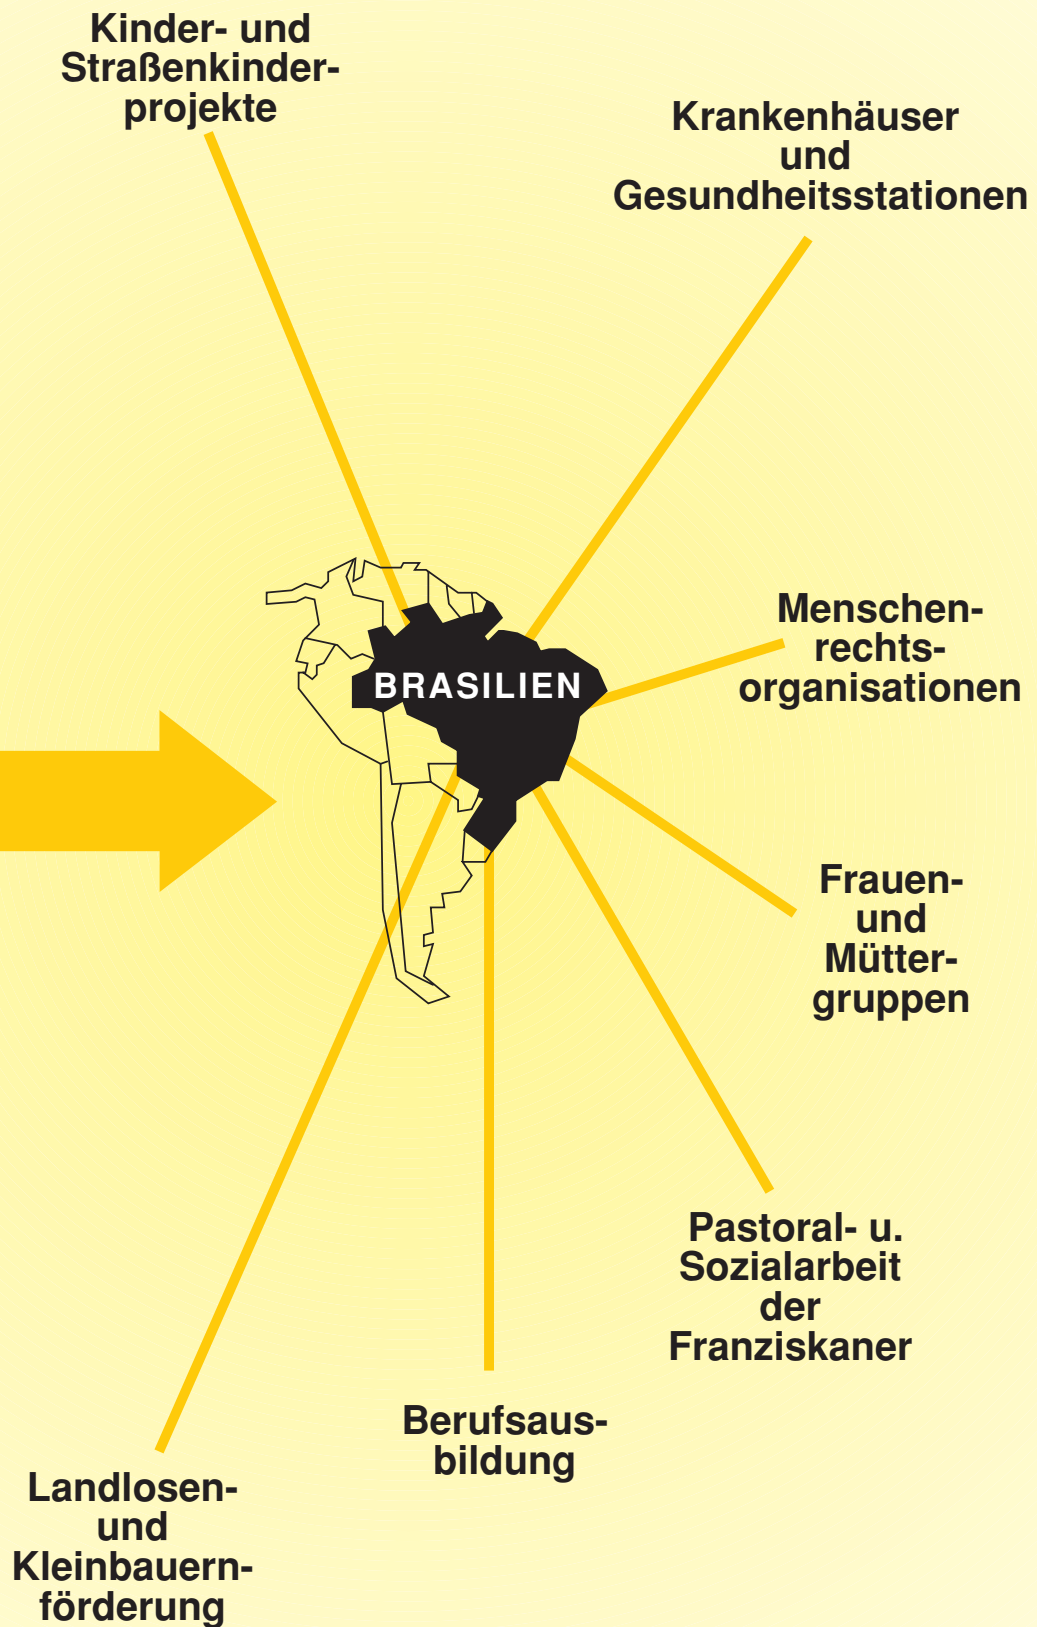 Kinder- und
Straßenkinder-
projekte
Krankenhäuser
und
Gesundheitsstationen
Menschen-
rechts-
organisationen
BRASILIEN
Frauen-
und
Mütter-
gruppen
Pastoral- u.
Sozialarbeit
der
Franziskaner
Berufsaus-
bildung
Landlosen-
und
Kleinbauern-
förderung